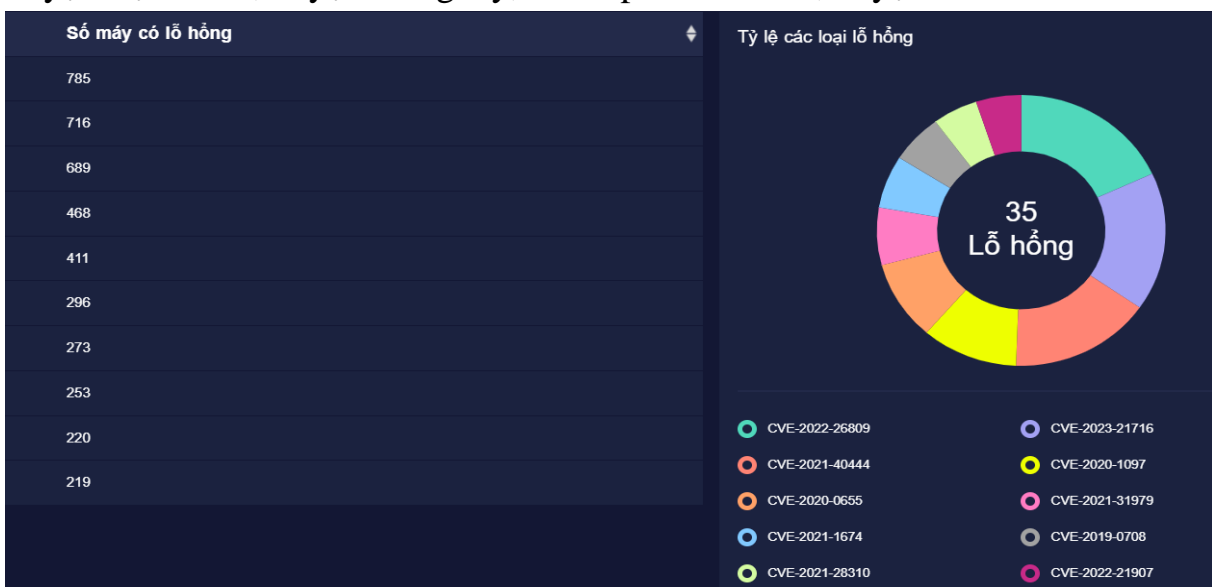 Số máy có lỗ hổng
785
716
689
468
411
296
273
253
220
219
Tỷ lệ các loại lỗ hổng
35
Lỗ hổng
CVE-2022-26809
CVE-2023-21716
CVE-2021-40444
CVE-2020-1097
CVE-2020-0655
CVE-2021-31979
CVE-2021-1674
CVE-2019-0708
CVE-2021-28310
CVE-2022-21907